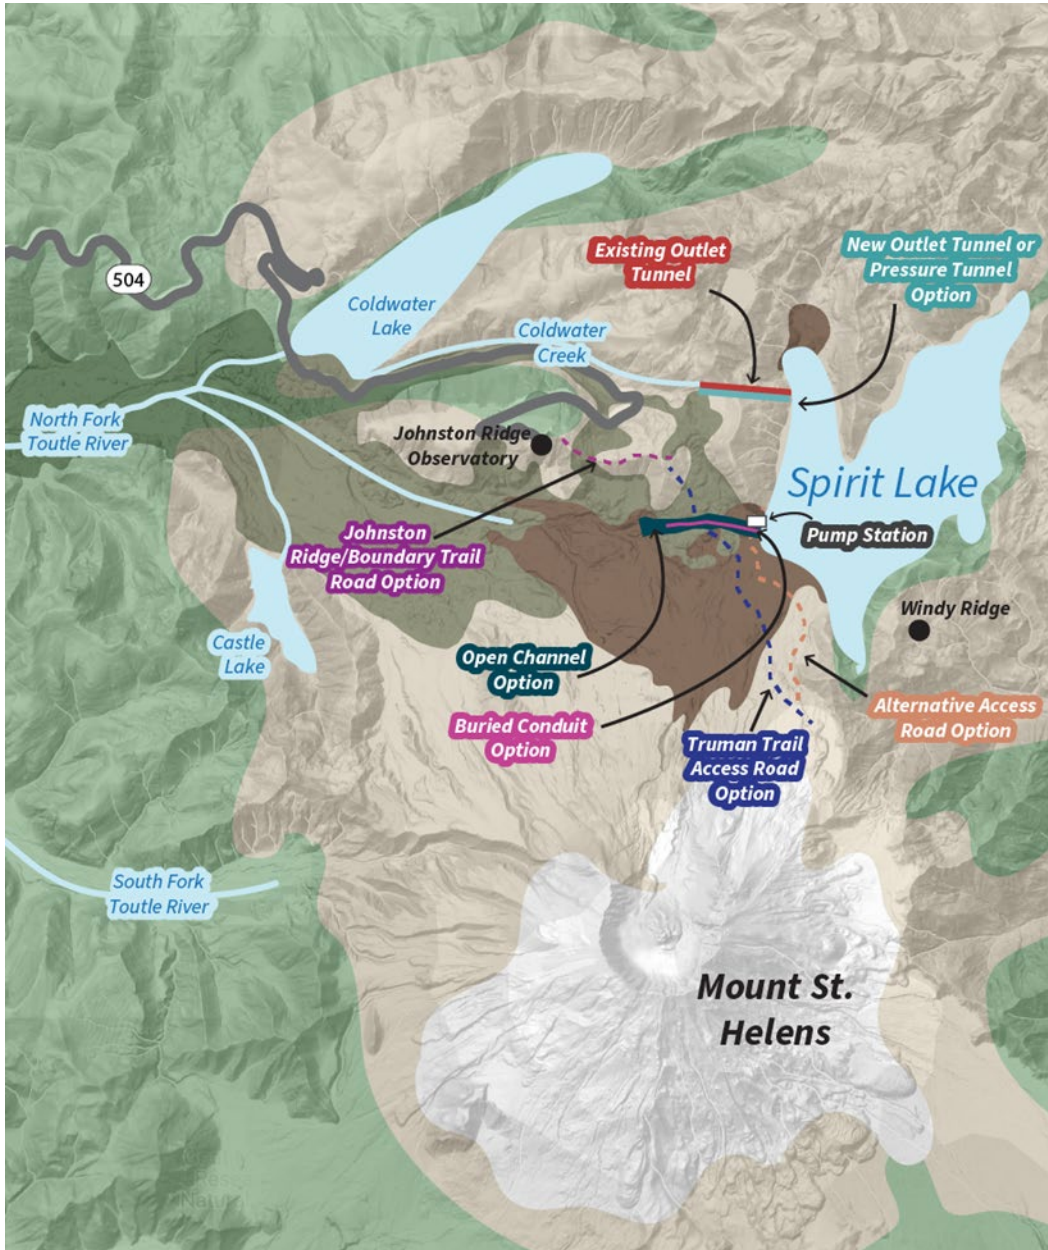 Existing Outlet
Tunnel
New Outlet Tunnel or
Pressure Tunnel
Option
504
Coldwater
Lake
Coldwater
Creek
North Fork
Toutle River
Johnston Ridge
Observatory
Spirit Lake
Johnston
Ridge/Boundary Trail
Road Option
Pump Station
Windy Ridge
Castle
Lake
Open Channel
Option
Alternative Access
Road Option
Buried Conduit
Option
Truman Trail
Access Road
Option
South Fork
Toutle River
Mount St.
Helens